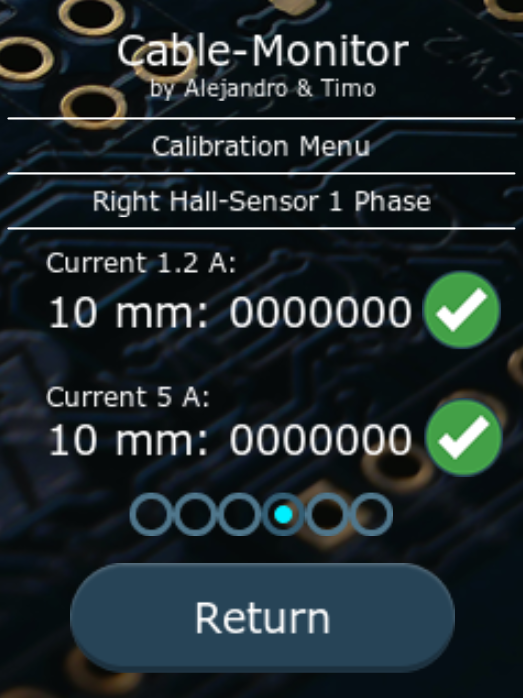 Cable-Monitor
by Alejandro & Timo
Calibration Menu
Right Hall-Sensor 1 Phase
Current 1.2 A:
10 mm: 0000000
Current 5 A:
10 mm: 0000000
Return